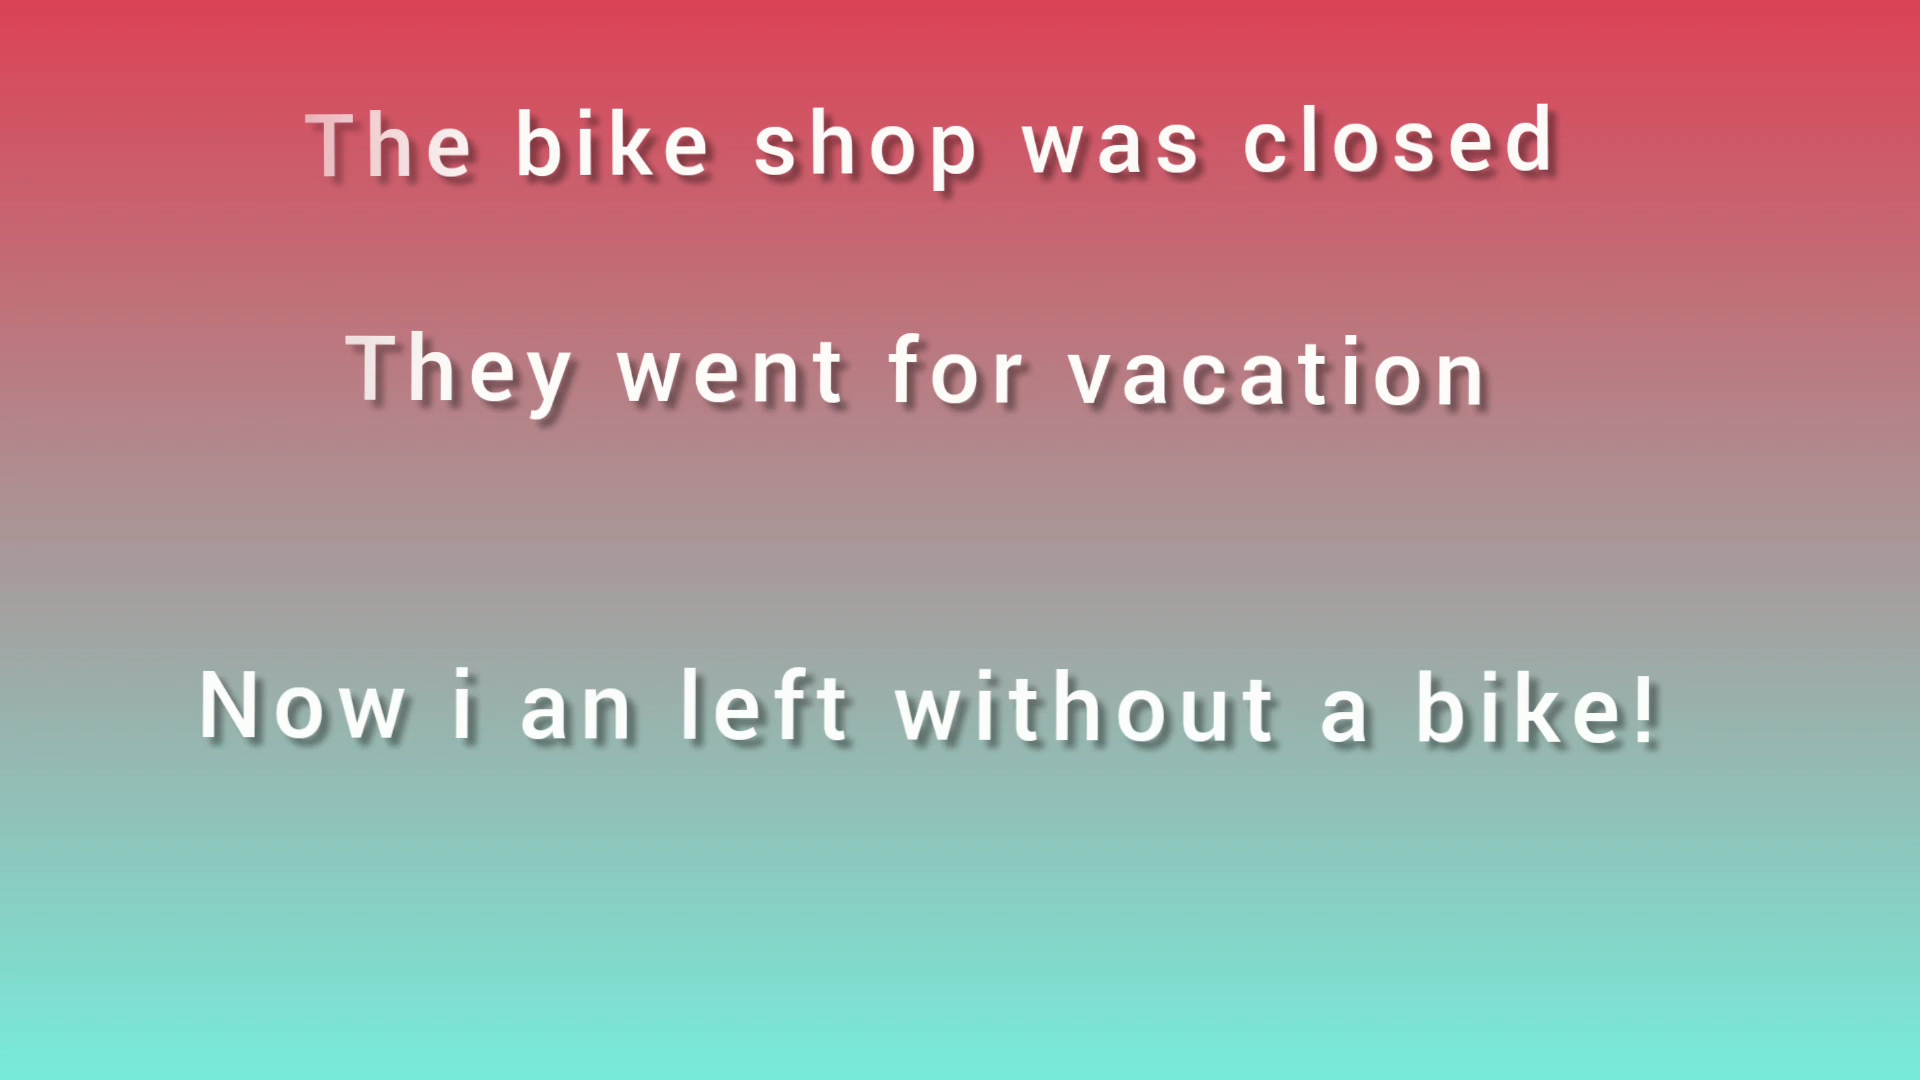 The bike shop was closed
They went for vacation
Now i an left without a bike!